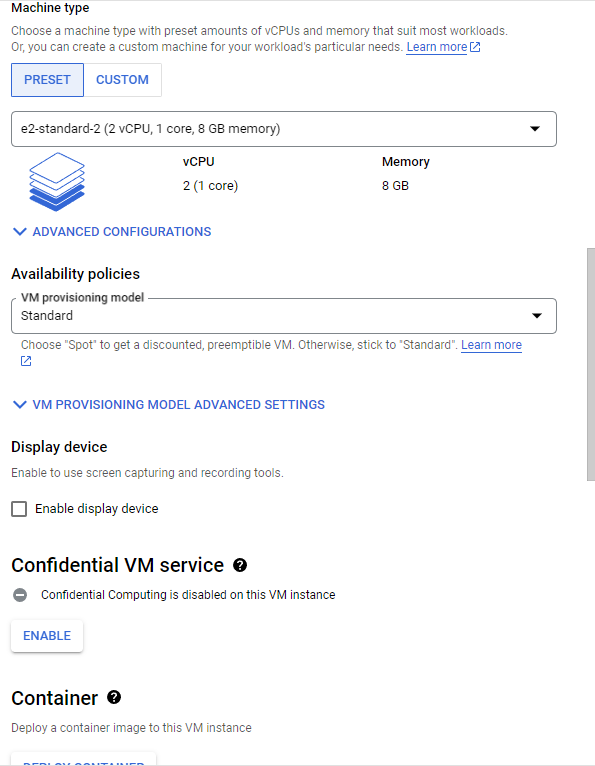 Machine type
Choose a machine type with preset amounts of vCPUs and memory that suit most workloads.
Or, you can create a custom machine for your workload's particular needs. Learn more
PRESET CUSTOM
e2-standard-2 (2 vCPU, 1 core, 8 GB memory)
vCPU Memory
2 (1 core) 8 GB
ADVANCED CONFIGURATIONS
Availability policies
VM provisioning model
Standard
Choose "Spot" to get a discounted, preemptible VM. Otherwise, stick to "Standard". Learn more
VM PROVISIONING MODEL ADVANCED SETTINGS
Display device
Enable to use screen capturing and recording tools.
Enable display device
Confidential VM service ?
Confidential Computing is disabled on this VM instance
ENABLE
Container ?
Deploy a container image to this VM instance
DEPLOY CONTAINER